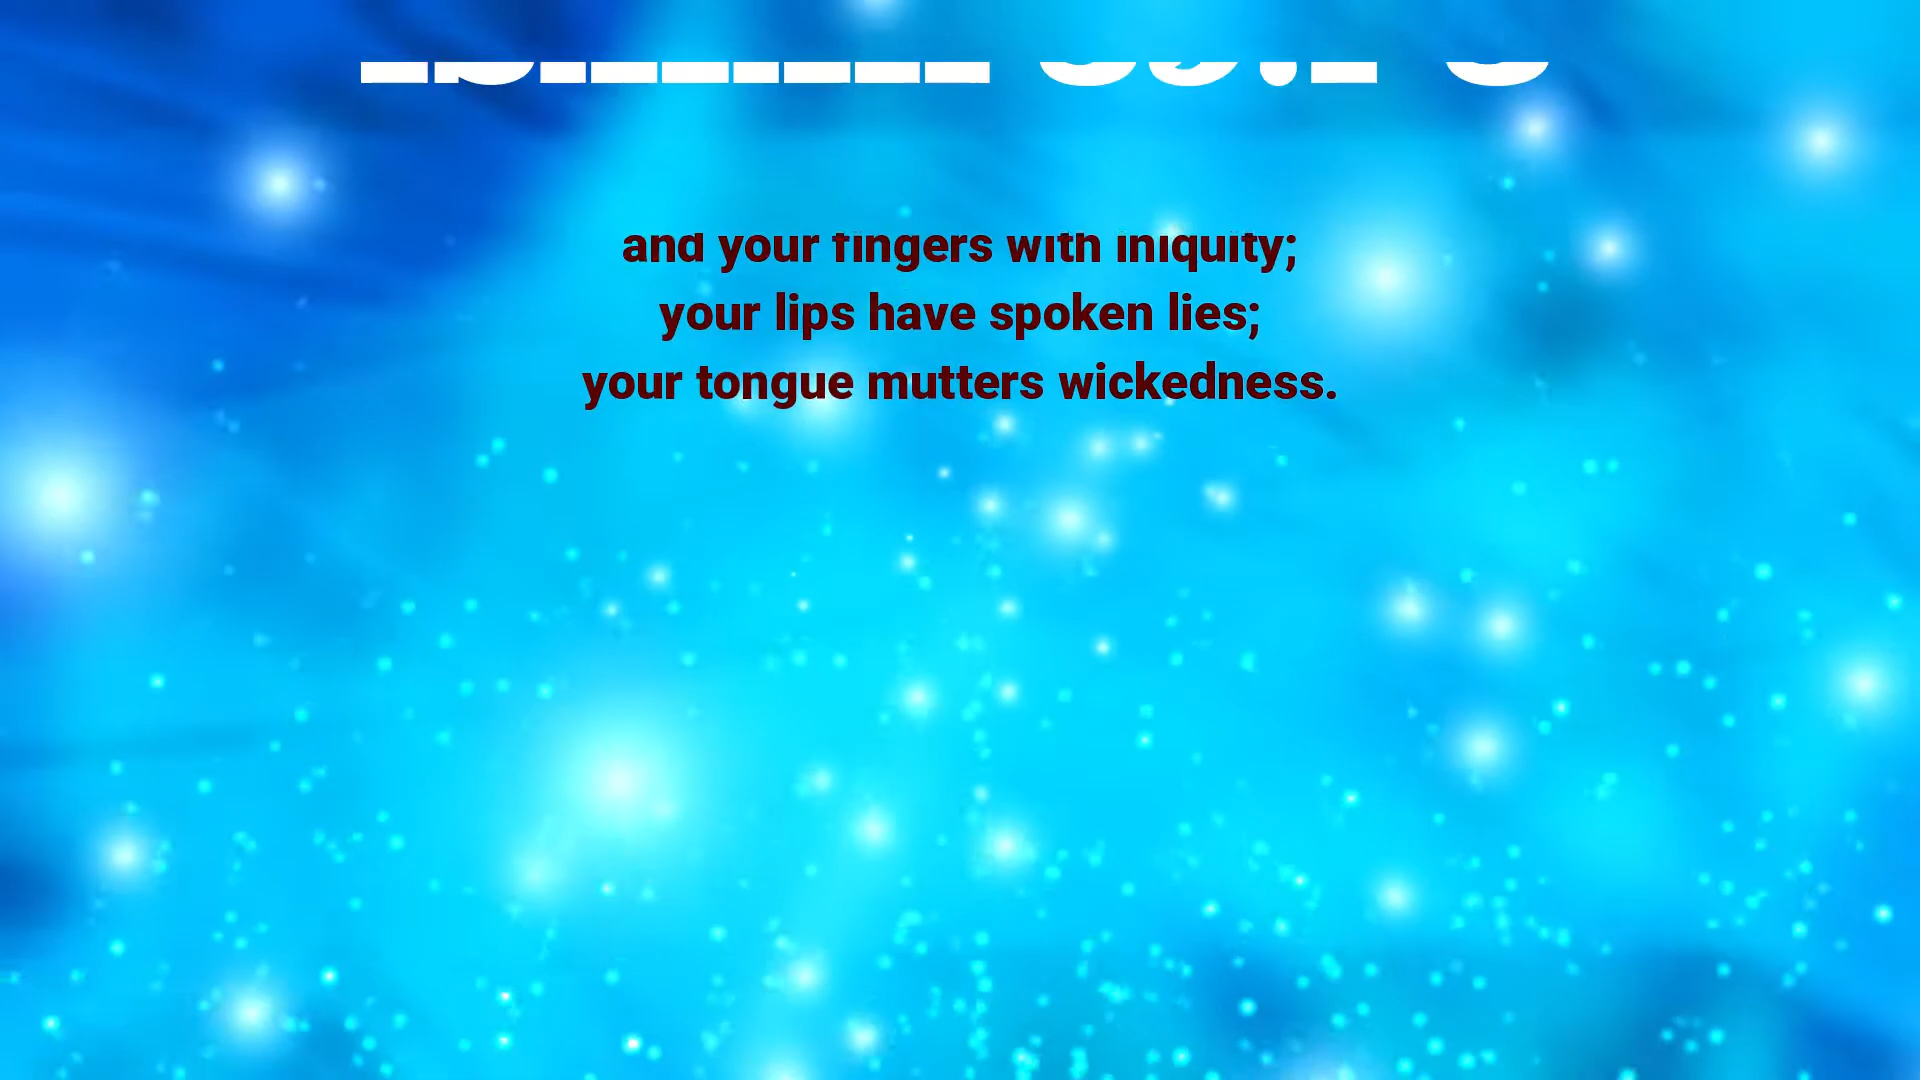 and your fingers with iniquity;
your lips have spoken lies;
your tongue mutters wickedness.